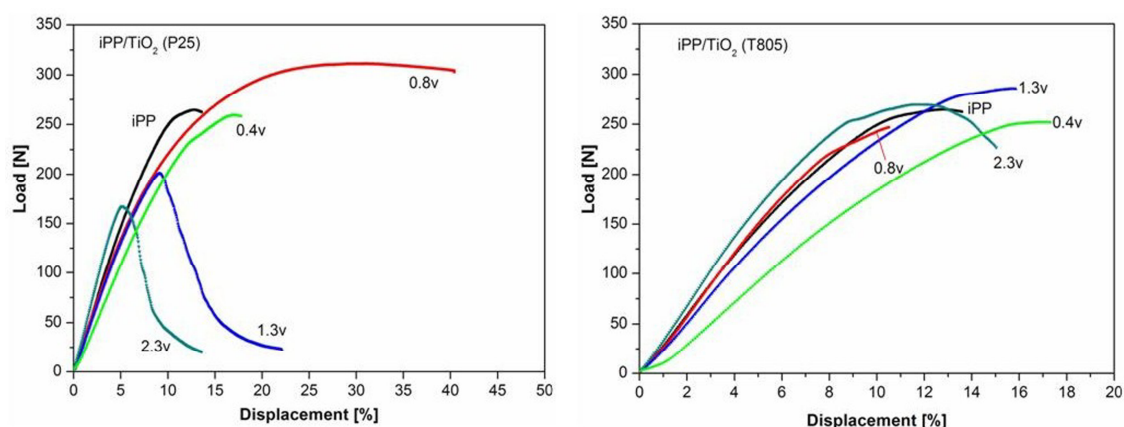 350
300
250
200
150
100
50
0
Load [N]
iPP/TiO2 (P25)
iPP
0.8v
0.4v
1.3v
2.3v
0 5 10 15 20 25 30 35 40 45 50
Displacement [%]
350
300
250
200
150
100
50
0
Load [N]
iPP/TiO2 (T805)
1.3v
iPP
0.4v
0.8v
2.3v
0 2 4 6 8 10 12 14 16 18 20
Displacement [%]